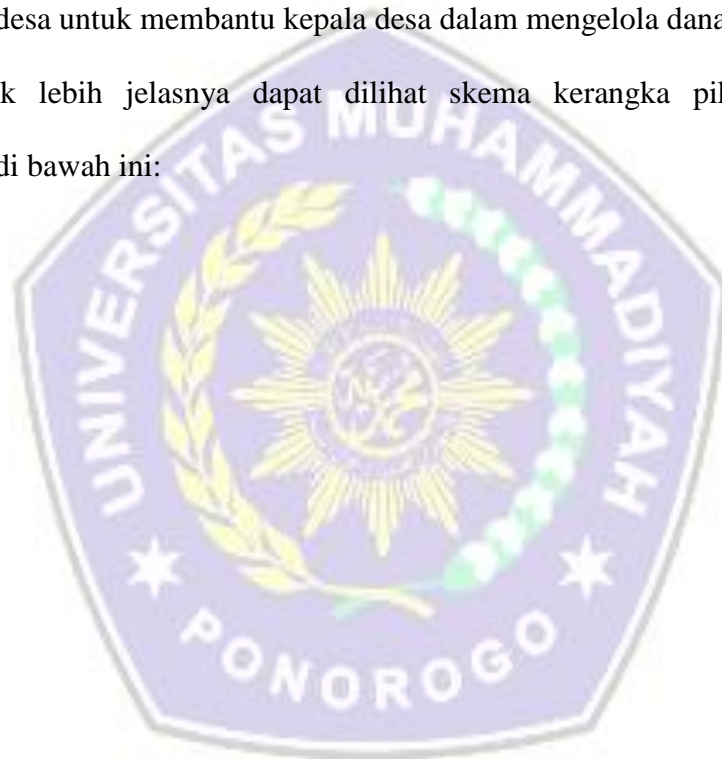 desa untuk membantu kepala desa dalam mengelola dana
k lebih jelasnya dapat dilihat skema kerangka pi
di bawah ini:
UNIVERSITAS MUHAMMADIYAH
PONOROGO